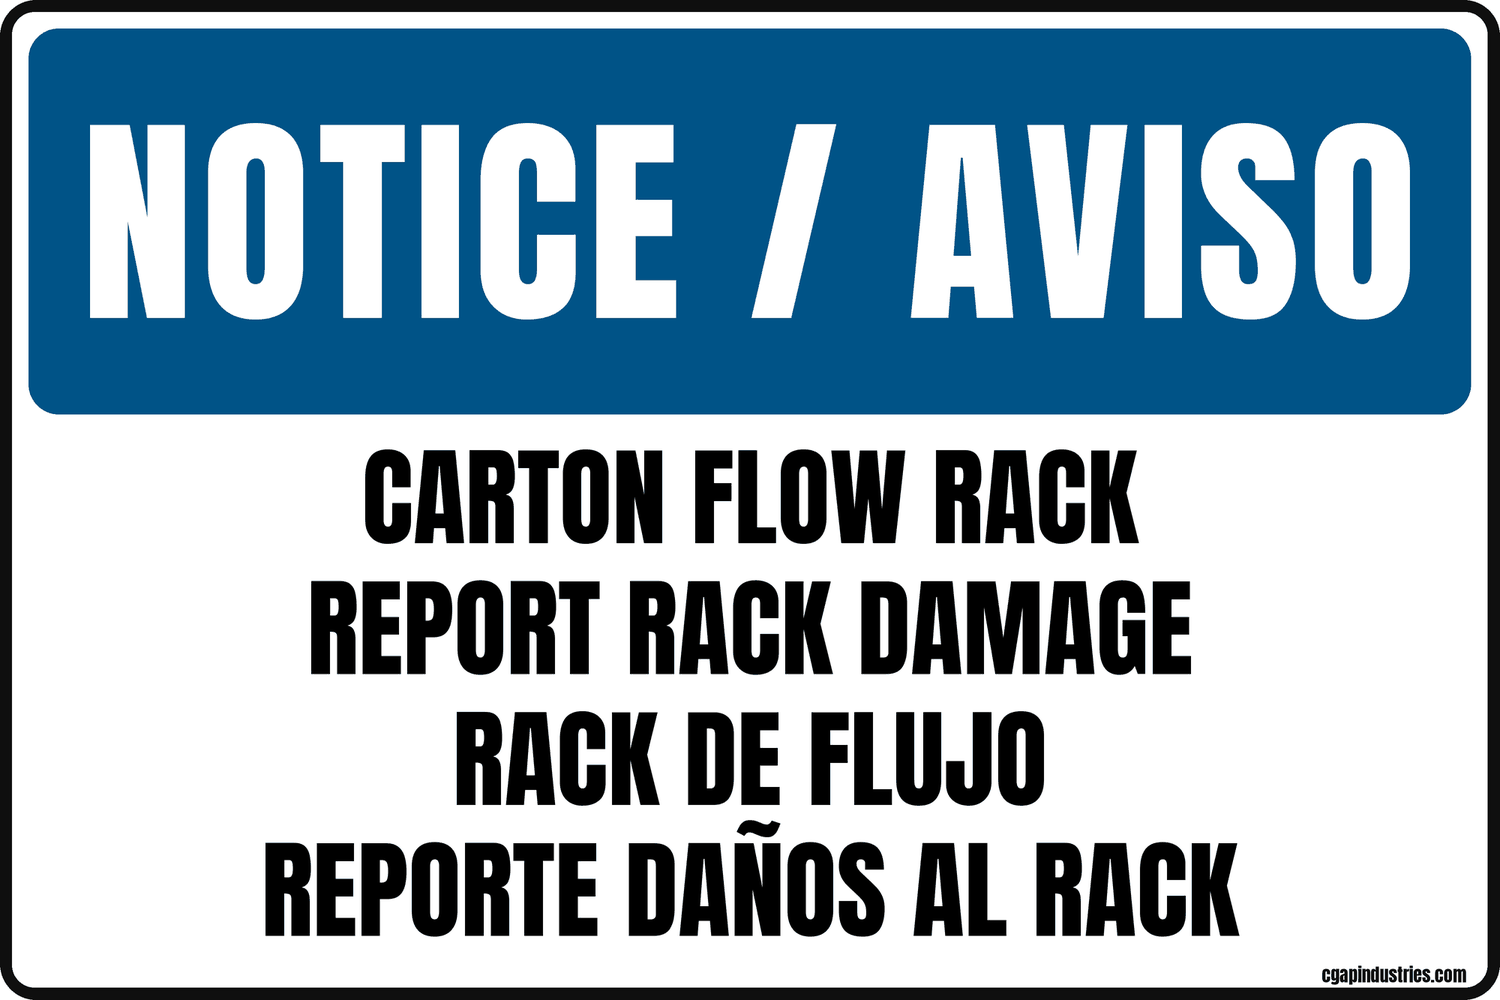 NOTICE / AVISO
CARTON FLOW RACK
REPORT RACK DAMAGE
RACK DE FLUJO
REPORTE DAÑOS AL RACK
cgapindustries.com